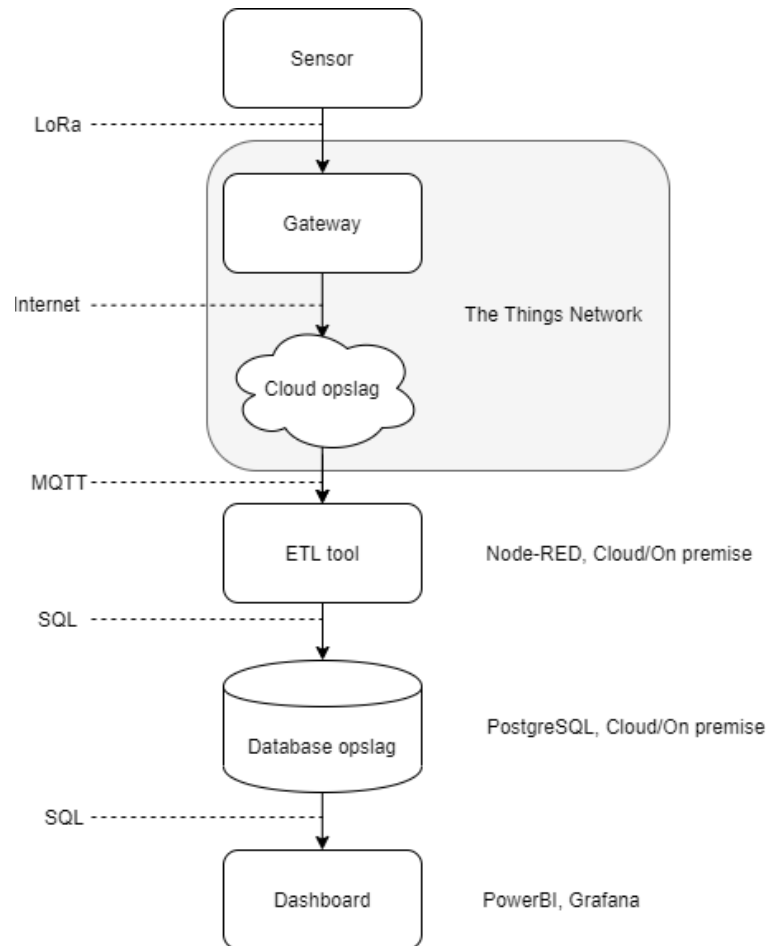 Sensor
LoRa
Gateway
Internet
The Things Network
Cloud opslag
MQTT
ETL tool
Node-RED, Cloud/On premise
SQL
PostgreSQL, Cloud/On premise
Database opslag
SQL
Dashboard
PowerBI, Grafana